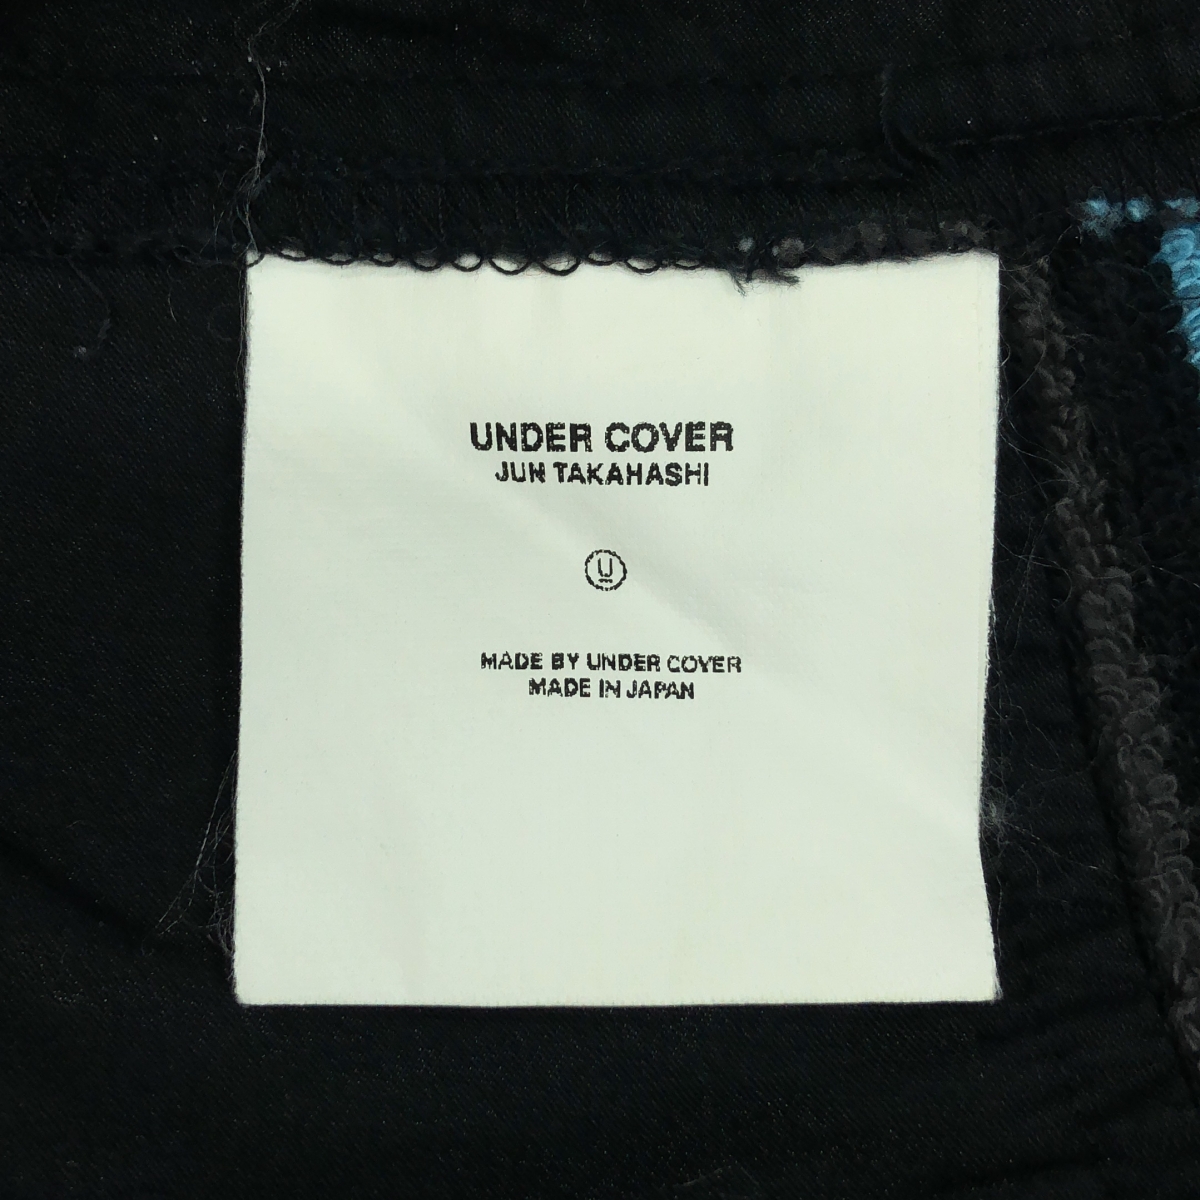 UNDER COVER
JUN TAKAHASHI
U
MADE BY UNDER COVER
MADE IN JAPAN